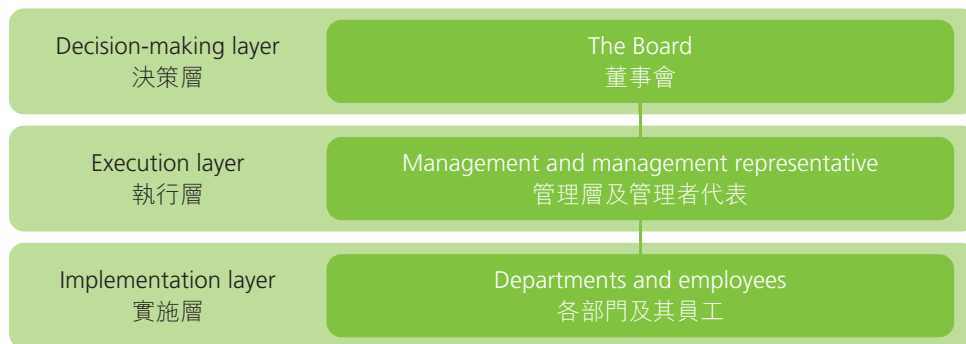 Decision-making layer
決策層
The Board
董事會
Execution layer
執行層
Management and management representative
管理層及管理者代表
Implementation layer
實施層
Departments and employees
各部門及其員工